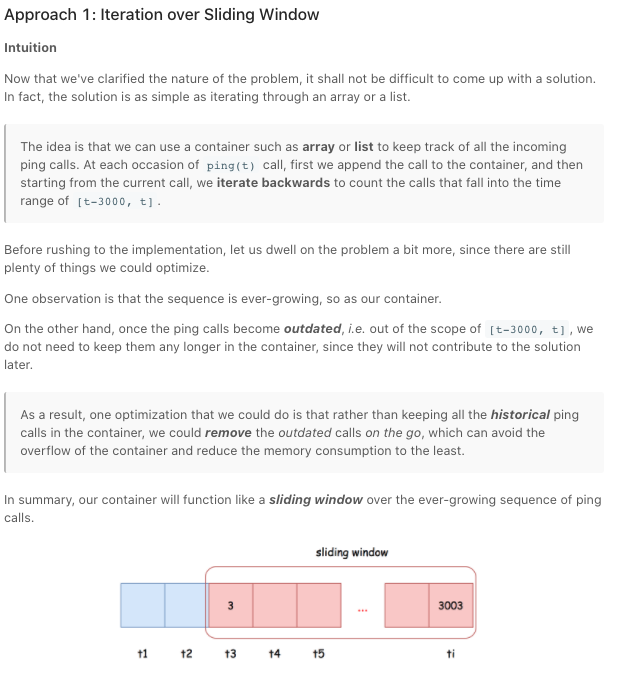 Approach 1: Iteration over Sliding Window
Intuition
Now that we've clarified the nature of the problem, it shall not be difficult to come up with a solution.
In fact, the solution is as simple as iterating through an array or a list.
The idea is that we can use a container such as array or list to keep track of all the incoming
ping calls. At each occasion of ping(t) call, first we append the call to the container, and then
starting from the current call, we iterate backwards to count the calls that fall into the time
range of [t-3000, t].
Before rushing to the implementation, let us dwell on the problem a bit more, since there are still
plenty of things we could optimize.
One observation is that the sequence is ever-growing, so as our container.
On the other hand, once the ping calls become outdated, i.e. out of the scope of [t-3000, t], we
do not need to keep them any longer in the container, since they will not contribute to the solution
later.
As a result, one optimization that we could do is that rather than keeping all the historical ping
calls in the container, we could remove the outdated calls on the go, which can avoid the
overflow of the container and reduce the memory consumption to the least.
In summary, our container will function like a sliding window over the ever-growing sequence of ping
calls.
sliding window
3 ... 3003
t1 t2 t3 t4 t5 ti